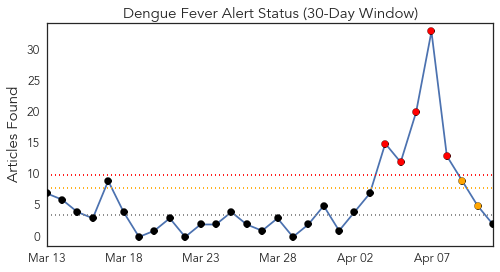 Dengue Fever Alert Status (30-Day Window)
Articles Found
30
25
20
15
10
5
0
Mar 13 Mar 18 Mar 23 Mar 28 Apr 02 Apr 07